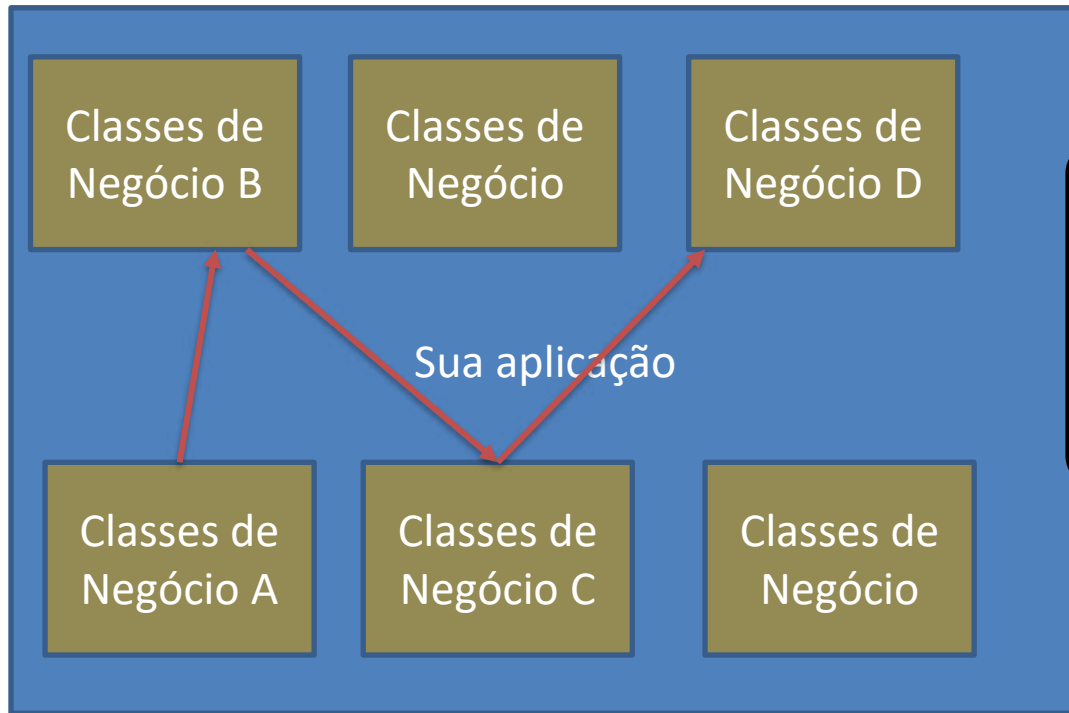 Classes de
Negócio B
Classes de
Negócio
Classes de
Negócio D
Sua aplicação
Classes de
Negócio A
Classes de
Negócio C
Classes de
Negócio